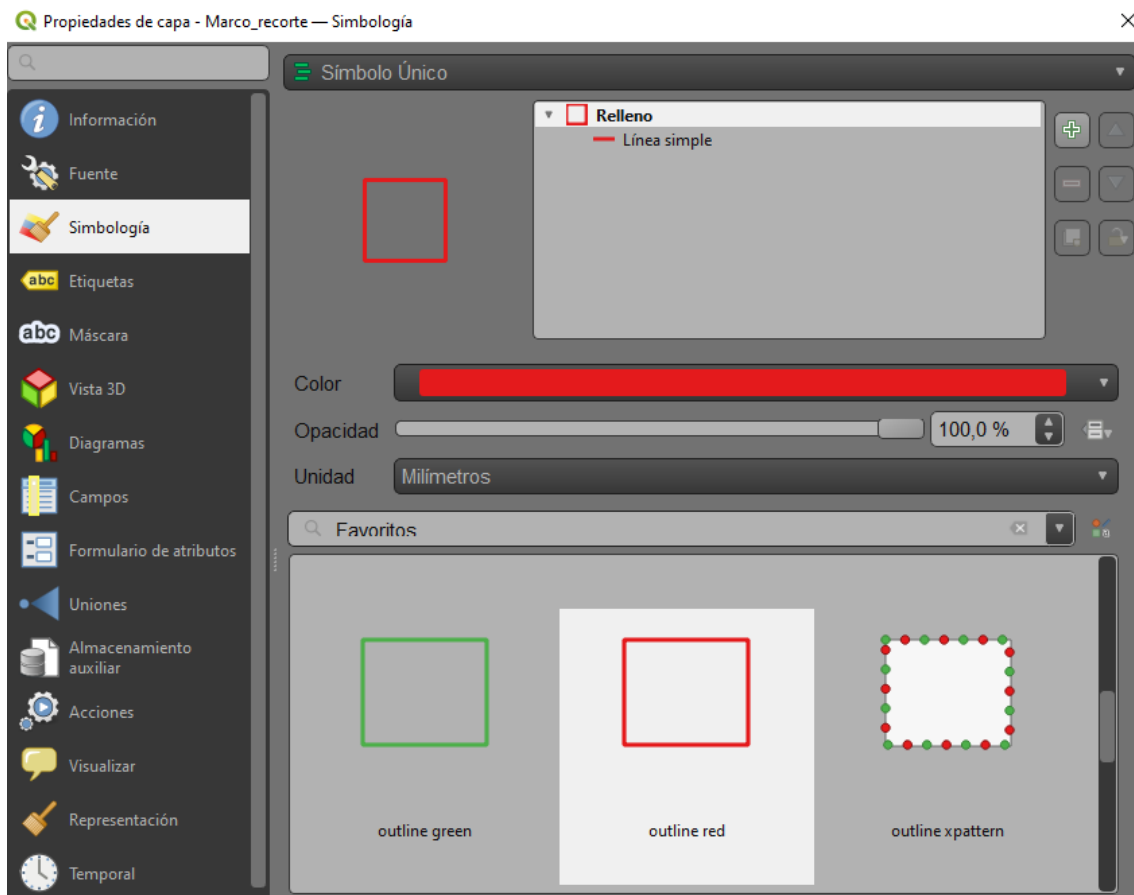 Propiedades de capa - Marco_recorte — Simbología
Símbolo Único
Información
Fuente
Simbología
abc Etiquetas
abc Máscara
Vista 3D
Diagramas
Campos
Formulario de atributos
Uniones
Almacenamiento
auxiliar
Acciones
Visualizar
Representación
Temporal
Relleno
Línea simple
Color
Opacidad 100,0 %
Unidad Milímetros
Favoritos
outline green outline red outline xpattern